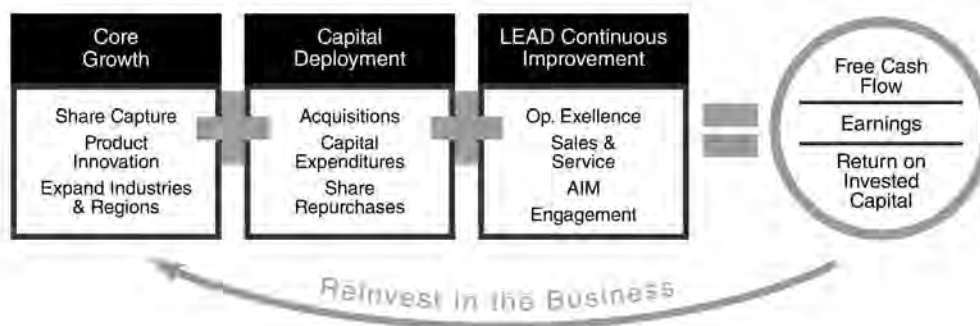 Core
Growth
Share Capture
Product
Innovation
Expand Industries
& Regions
Capital
Deployment
Acquisitions
Capital
Expenditures
Share
Repurchases
LEAD Continuous
Improvement
Op. Exellence
Sales &
Service
AIM
Engagement
Free Cash
Flow
Earnings
Return on
Invested
Capital
Reinvest in the Business